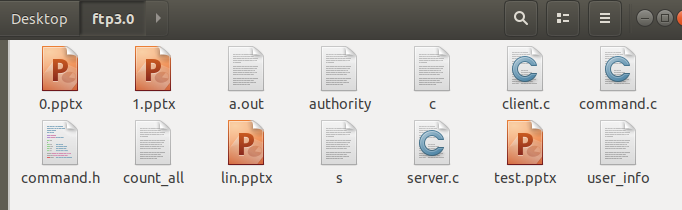 Desktop ftp3.0
0.pptx 1.pptx a.out authority c client.c command.c
command.h count_all lin.pptx s server.c test.pptx user_info